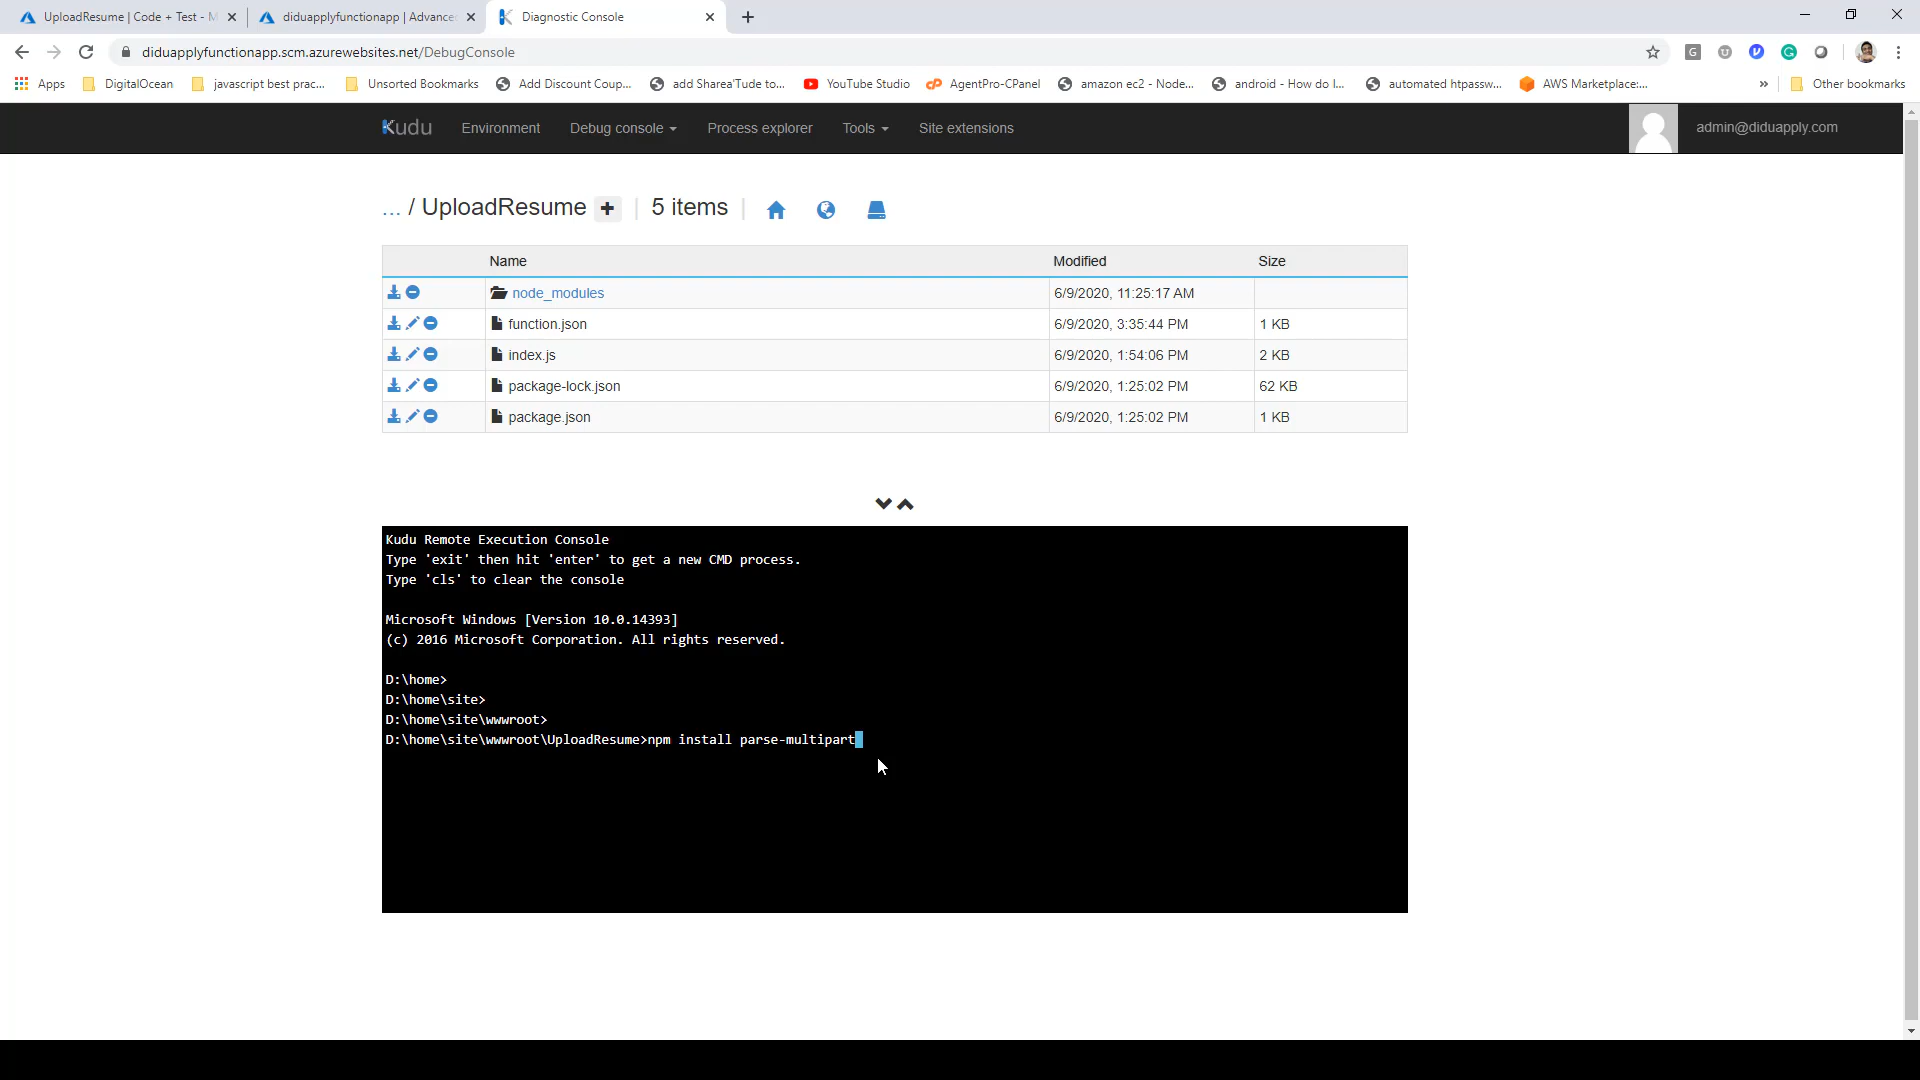 UploadResume | Code + Test - M
diduapplyfunctionapp | Advance
Diagnostic Console
diduapplyfunctionapp.scm.azurewebsites.net/DebugConsole
Apps DigitalOcean javascript best prac... Unsorted Bookmarks Add Discount Coup... add Sharea'Tude to... YouTube Studio AgentPro-CPanel amazon ec2 - Node... android - How do I... automated htpassw... AWS Marketplace:... » Other bookmarks
Kudu Environment Debug console Process explorer Tools Site extensions admin@diduapply.com
... / UploadResume + | 5 items |
Name Modified Size
node_modules 6/9/2020, 11:25:17 AM
function.json 6/9/2020, 3:35:44 PM 1 KB
index.js 6/9/2020, 1:54:06 PM 2 KB
package-lock.json 6/9/2020, 1:25:02 PM 62 KB
package.json 6/9/2020, 1:25:02 PM 1 KB
Kudu Remote Execution Console
Type 'exit' then hit 'enter' to get a new CMD process.
Type 'cls' to clear the console
Microsoft Windows [Version 10.0.14393]
(c) 2016 Microsoft Corporation. All rights reserved.
D:\home>
D:\home\site>
D:\home\site\wwwroot>
D:\home\site\wwwroot\UploadResume>npm install parse-multipart